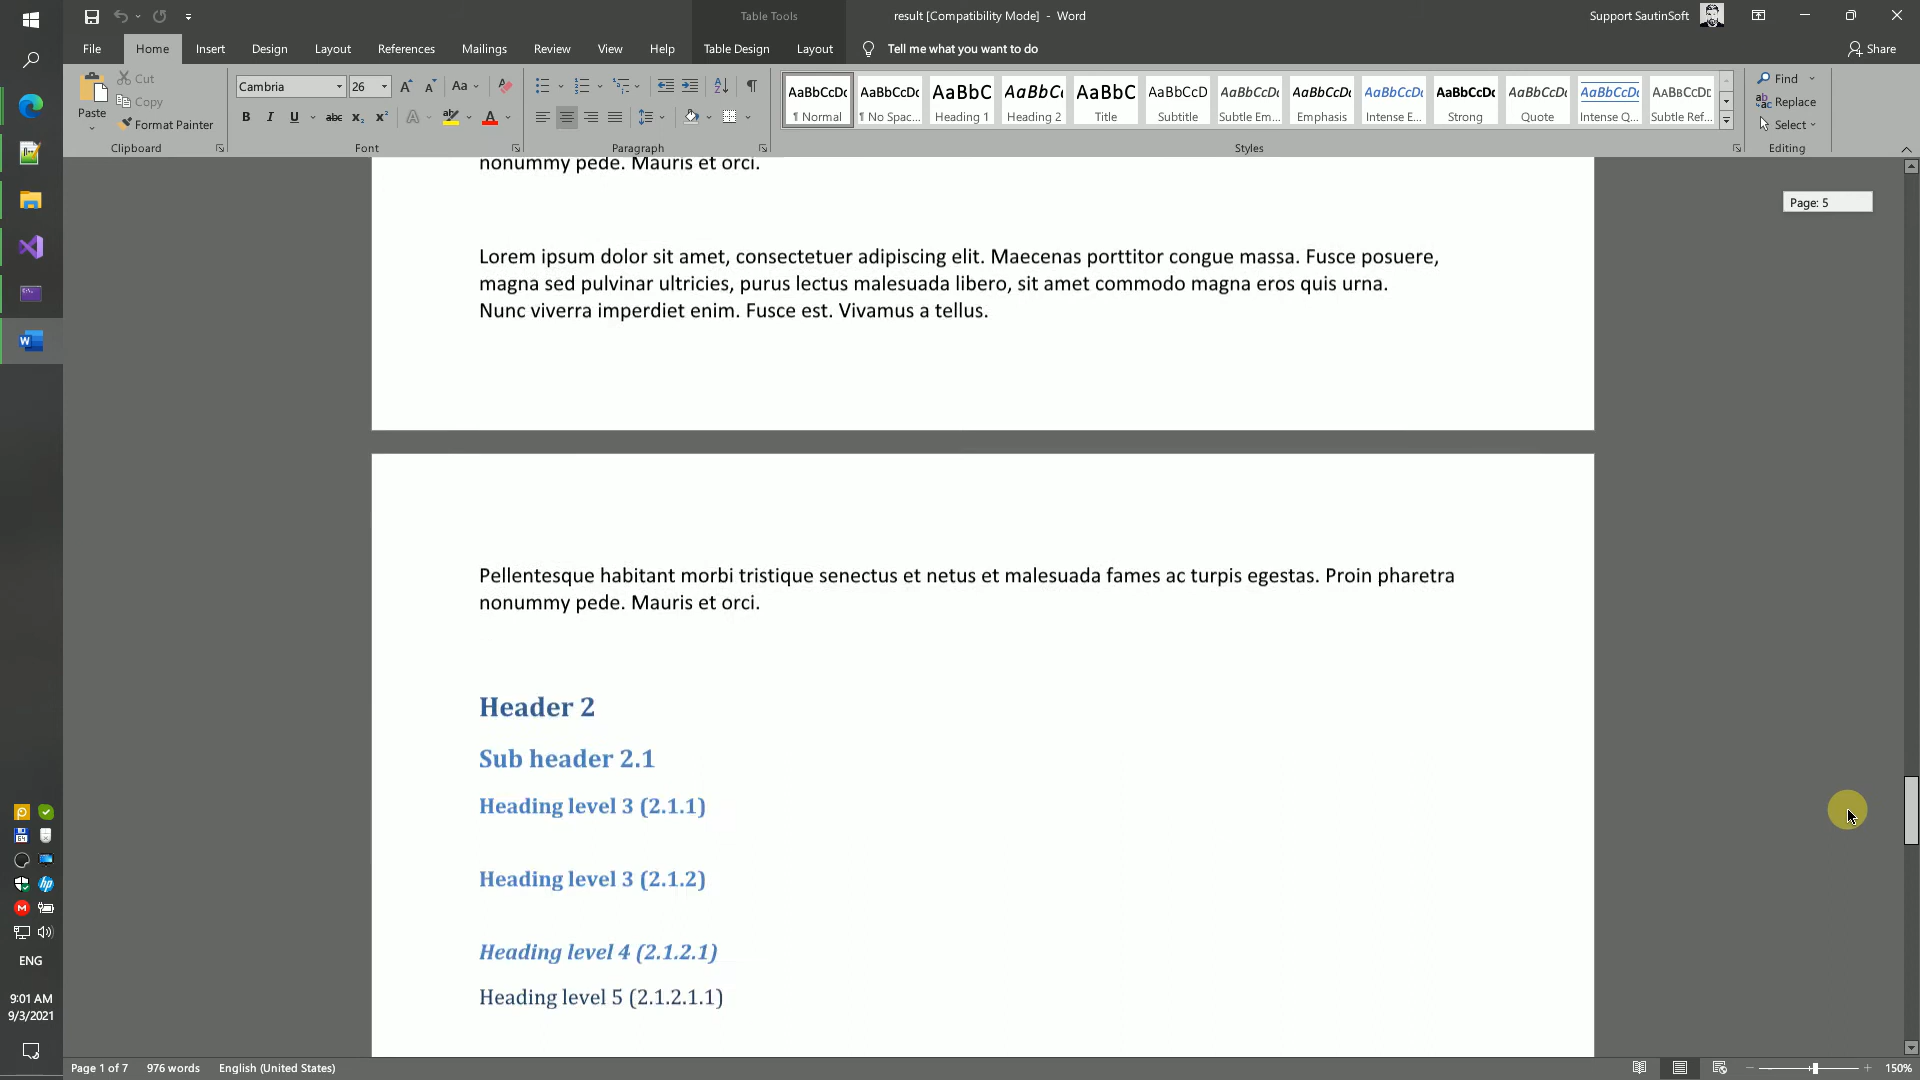 Table Tools
result [Compatibility Mode] - Word
Support SautinSoft
File Home Insert Design Layout References Mailings Review View Help Table Design Layout Tell me what you want to do Share
Paste
Cut
Copy
Format Painter
Clipboard
Cambria 26
Font
Paragraph
AaBbCcDc AaBbCcDc AaBbC AaBbCc AaBbC AaBbCcD AaBbCcDc AaBbCcDc AaBbCcDc AaBbCcDc AaBbCcDc AaBbCcDc AaBbCcDc
¶ Normal ¶ No Spac... Heading 1 Heading 2 Title Subtitle Subtle Em... Emphasis Intense E... Strong Quote Intense Q... Subtle Ref...
Styles
Find
Replace
Select
Editing
nonummy pede. Mauris et orci.
Page: 5
Lorem ipsum dolor sit amet, consectetuer adipiscing elit. Maecenas porttitor congue massa. Fusce posuere,
magna sed pulvinar ultricies, purus lectus malesuada libero, sit amet commodo magna eros quis urna.
Nunc viverra imperdiet enim. Fusce est. Vivamus a tellus.
Pellentesque habitant morbi tristique senectus et netus et malesuada fames ac turpis egestas. Proin pharetra
nonummy pede. Mauris et orci.
Header 2
Sub header 2.1
Heading level 3 (2.1.1)
Heading level 3 (2.1.2)
Heading level 4 (2.1.2.1)
Heading level 5 (2.1.2.1.1)
ENG
9:01 AM
9/3/2021
Page 1 of 7 976 words English (United States) 150%